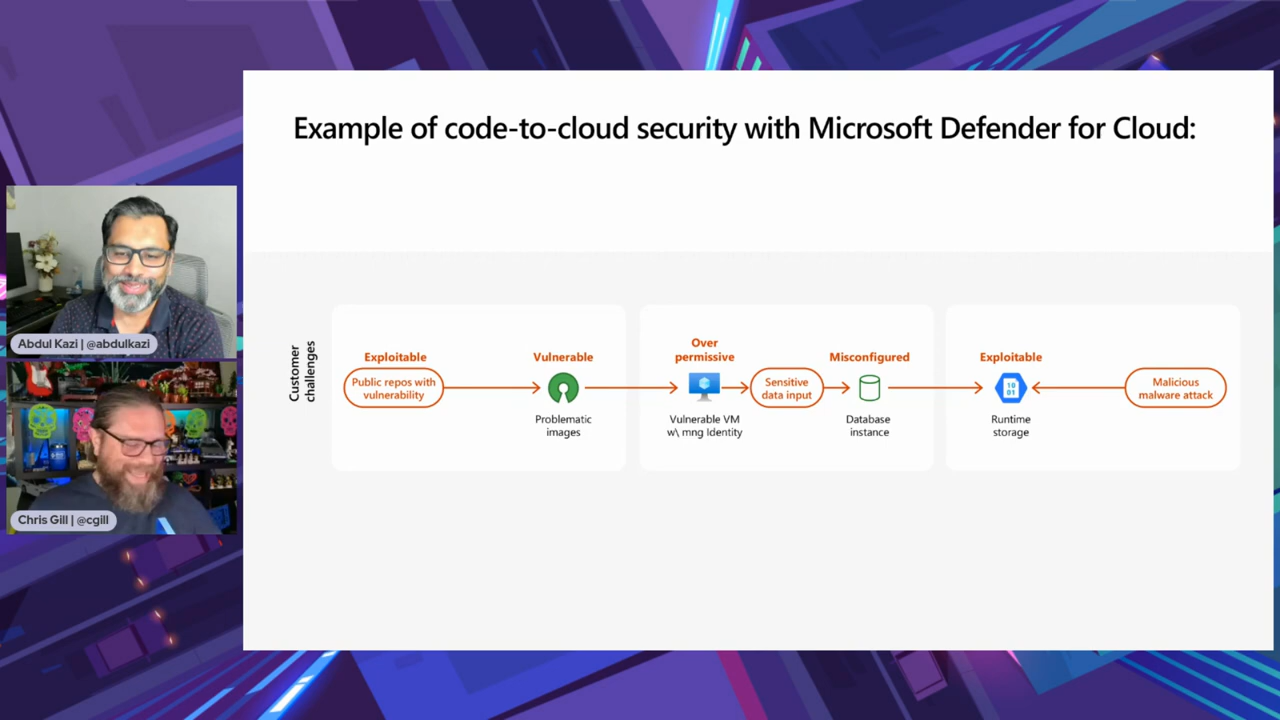 Example of code-to-cloud security with Microsoft Defender for Cloud:
Abdul Kazi | @abdulkazi
Chris Gill | @cgill
Customer
challenges
Exploitable
Public repos with
vulnerability
Vulnerable
Problematic
images
Over
permissive
Vulnerable VM
w\ mng Identity
Sensitive
data input
Misconfigured
Database
instance
Exploitable
10
01
Runtime
storage
Malicious
malware attack